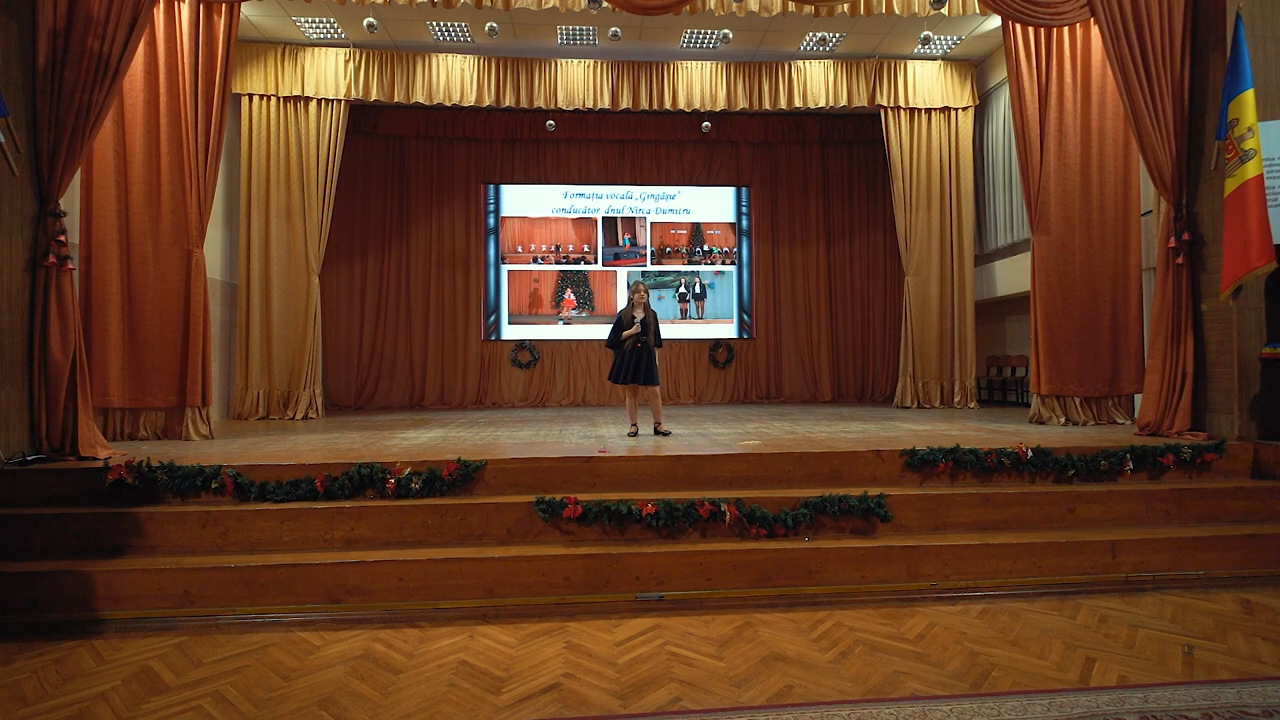 Formația vocală „Gingășie"
conducător dnul Nirca Dumitru